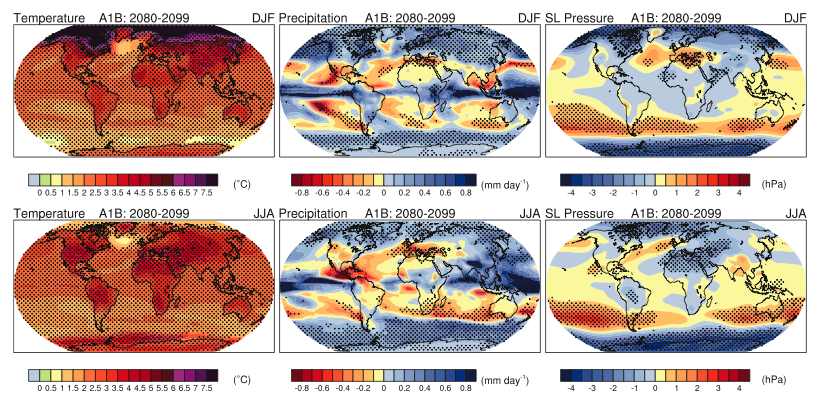 Temperature A1B: 2080-2099 DJF
Precipitation A1B: 2080-2099 DJF
SL Pressure A1B: 2080-2099 DJF
0 0.5 1 1.5 2 2.5 3 3.5 4 4.5 5 5.5 6 6.5 7 7.5 (°C)
-0.8 -0.6 -0.4 -0.2 0 0.2 0.4 0.6 0.8 (mm day-1)
-4 -3 -2 -1 0 1 2 3 4 (hPa)
Temperature A1B: 2080-2099 JJA
Precipitation A1B: 2080-2099 JJA
SL Pressure A1B: 2080-2099 JJA
0 0.5 1 1.5 2 2.5 3 3.5 4 4.5 5 5.5 6 6.5 7 7.5 (°C)
-0.8 -0.6 -0.4 -0.2 0 0.2 0.4 0.6 0.8 (mm day-1)
-4 -3 -2 -1 0 1 2 3 4 (hPa)